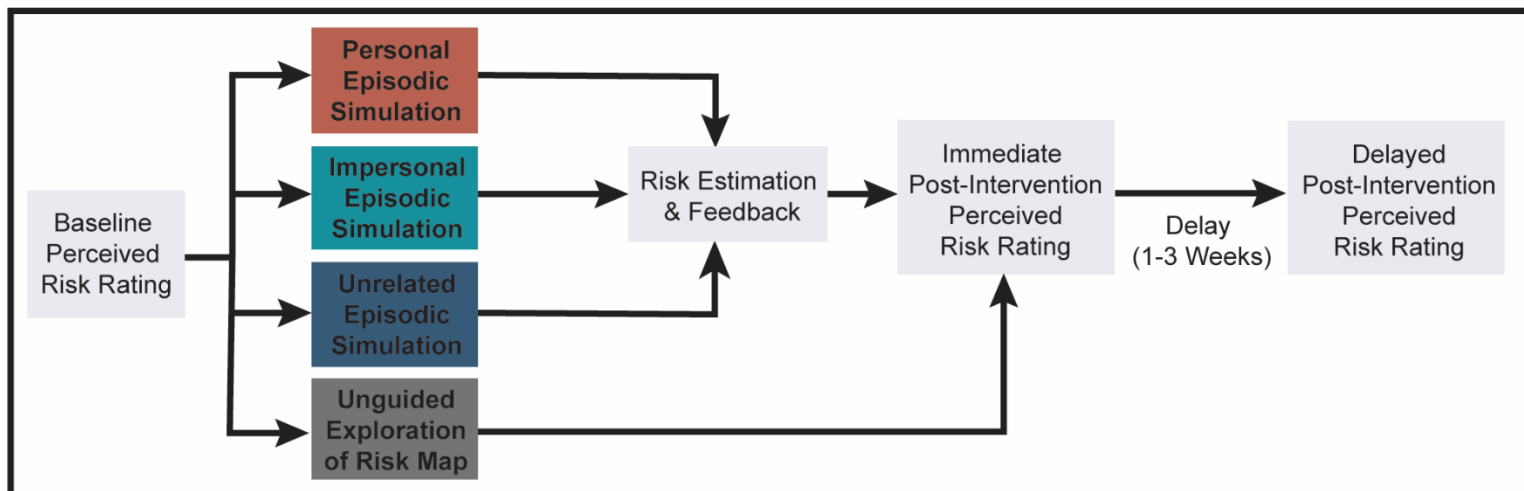 Baseline
Perceived
Risk Rating
Personal
Episodic
Simulation
Impersonal
Episodic
Simulation
Unrelated
Episodic
Simulation
Unguided
Exploration
of Risk Map
Risk Estimation
& Feedback
Immediate
Post-Intervention
Perceived
Risk Rating
Delay
(1-3 Weeks)
Delayed
Post-Intervention
Perceived
Risk Rating